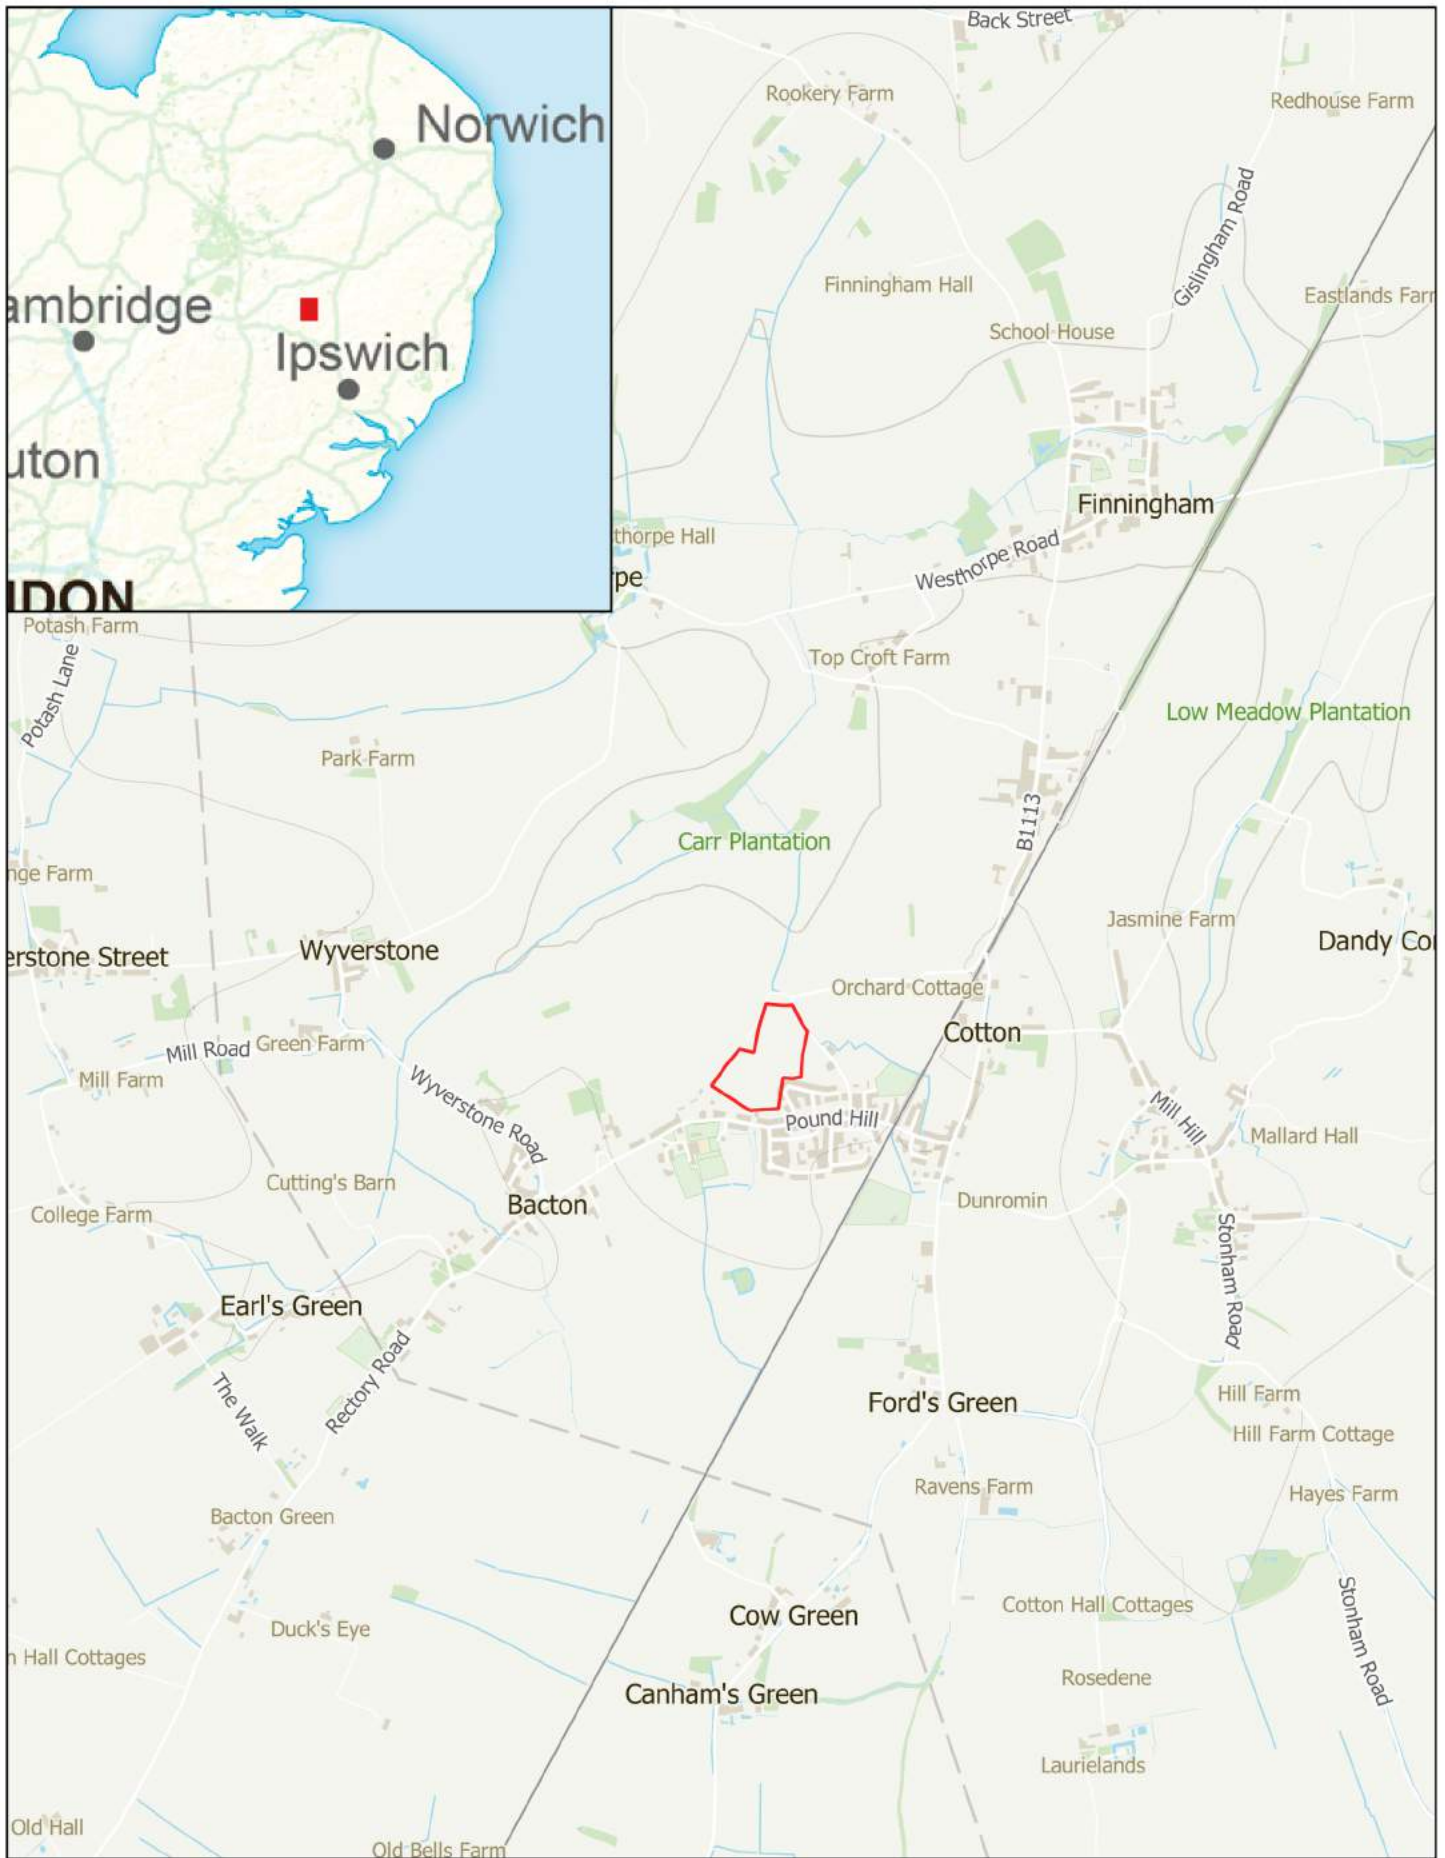 Back Street
Norwich
Rookery Farm
Redhouse Farm
Gislingham Road
ambridge
Finningham Hall
Eastlands Farr
School House
Ipswich
uton
Finningham
thorpe Hall
Westhorpe Road
rpe
IDON
Potash Farm
Potash Lane
Top Croft Farm
Low Meadow Plantation
Park Farm
B1113
Carr Plantation
nge Farm
Jasmine Farm
erstone Street
Wyverstone
Dandy Co
Orchard Cottage
Cotton
Mill Road
Green Farm
Mill Farm
Wyverstone Road
Pound Hill
Mill Hill
Mallard Hall
Cutting's Barn
Bacton
Dunromin
College Farm
Stonham Road
Earl's Green
Rectory Road
The Walk
Ford's Green
Hill Farm
Hill Farm Cottage
Ravens Farm
Hayes Farm
Bacton Green
Cow Green
Cotton Hall Cottages
Duck's Eye
Stonham Road
n Hall Cottages
Rosedene
Canham's Green
Laurielands
Old Hall
Old Bells Farm